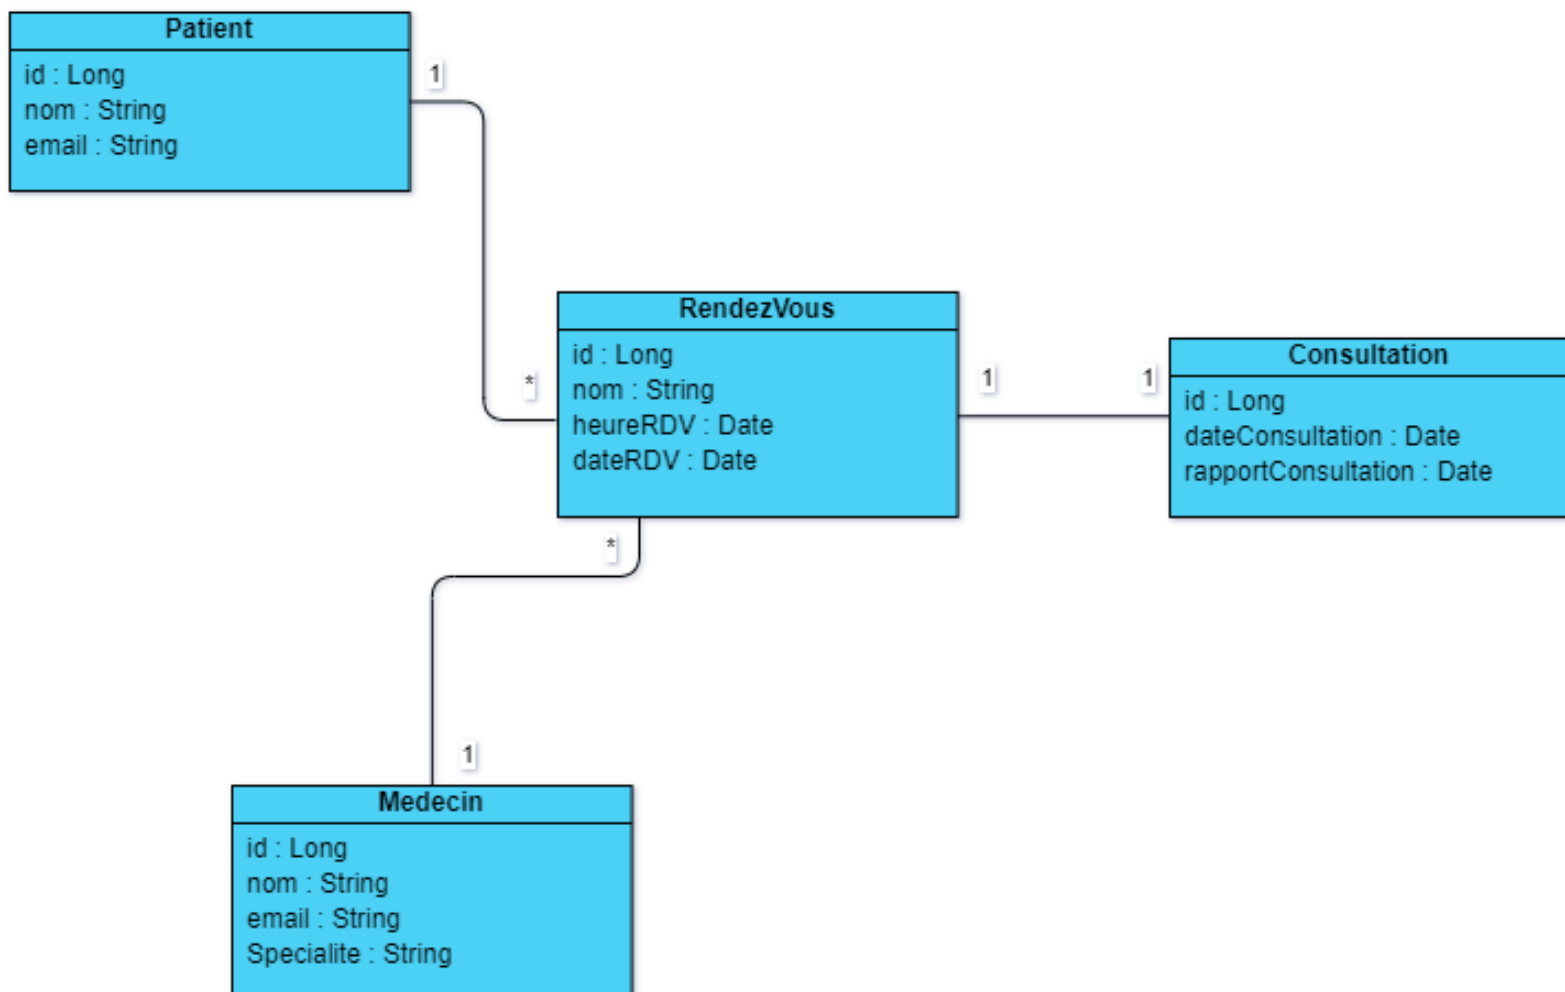 Patient
id : Long
nom : String
email : String
1
*
RendezVous
id : Long
nom : String
heureRDV : Date
dateRDV : Date
1
1
Consultation
id : Long
dateConsultation : Date
rapportConsultation : Date
*
1
Medecin
id : Long
nom : String
email : String
Specialite : String